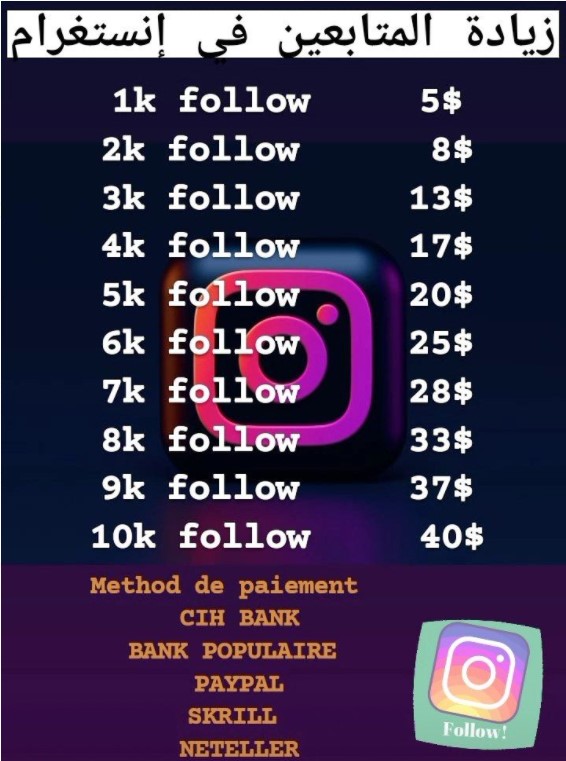 زيادة المتابعين في إنستغرام
1k follow 5$
2k follow 8$
3k follow 13$
4k follow 17$
5k follow 20$
6k follow 25$
7k follow 28$
8k follow 33$
9k follow 37$
10k follow 40$
Method de paiement
CIH BANK
BANK POPULAIRE
PAYPAL
SKRILL
NETELLER
Follow!